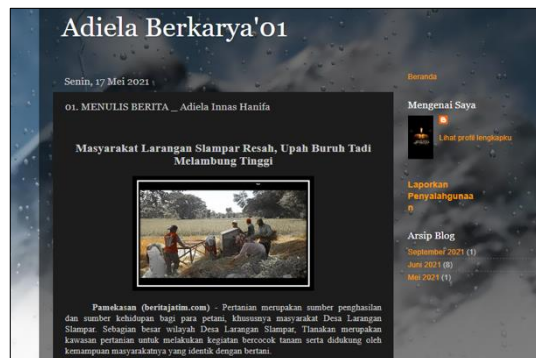 Adiela Berkarya'01
Senin, 17 Mei 2021
01. MENULIS BERITA _ Adiela Innas Hanifa
Masyarakat Larangan Slampar Resah, Upah Buruh Tadi
Melambung Tinggi
Pamekasan (beritajatim.com) - Pertanian merupakan sumber penghasilan
dan sumber kehidupan bagi para petani, khususnya masyarakat Desa Larangan
Slampar. Sebagian besar wilayah Desa Larangan Slampar, Tlanakan merupakan
kawasan pertanian untuk melakukan kegiatan bercocok tanam serta didukung oleh
kemampuan masyarakatnya yang identik dengan bertani.
Beranda
Mengenai Saya
Lihat profil lengkapku
Laporkan
Penyalahgunaa
n
Arsip Blog
September 2021 (1)
Juni 2021 (8)
Mei 2021 (1)